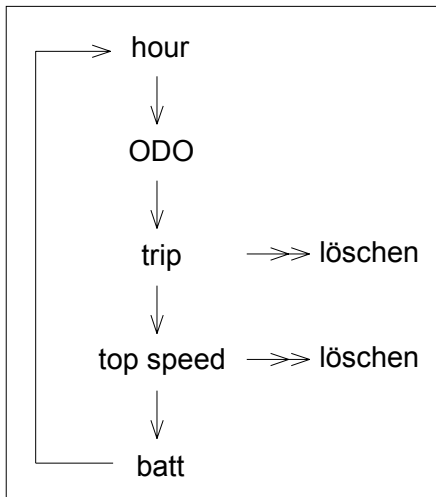 hour
ODO
trip löschen
top speed löschen
batt